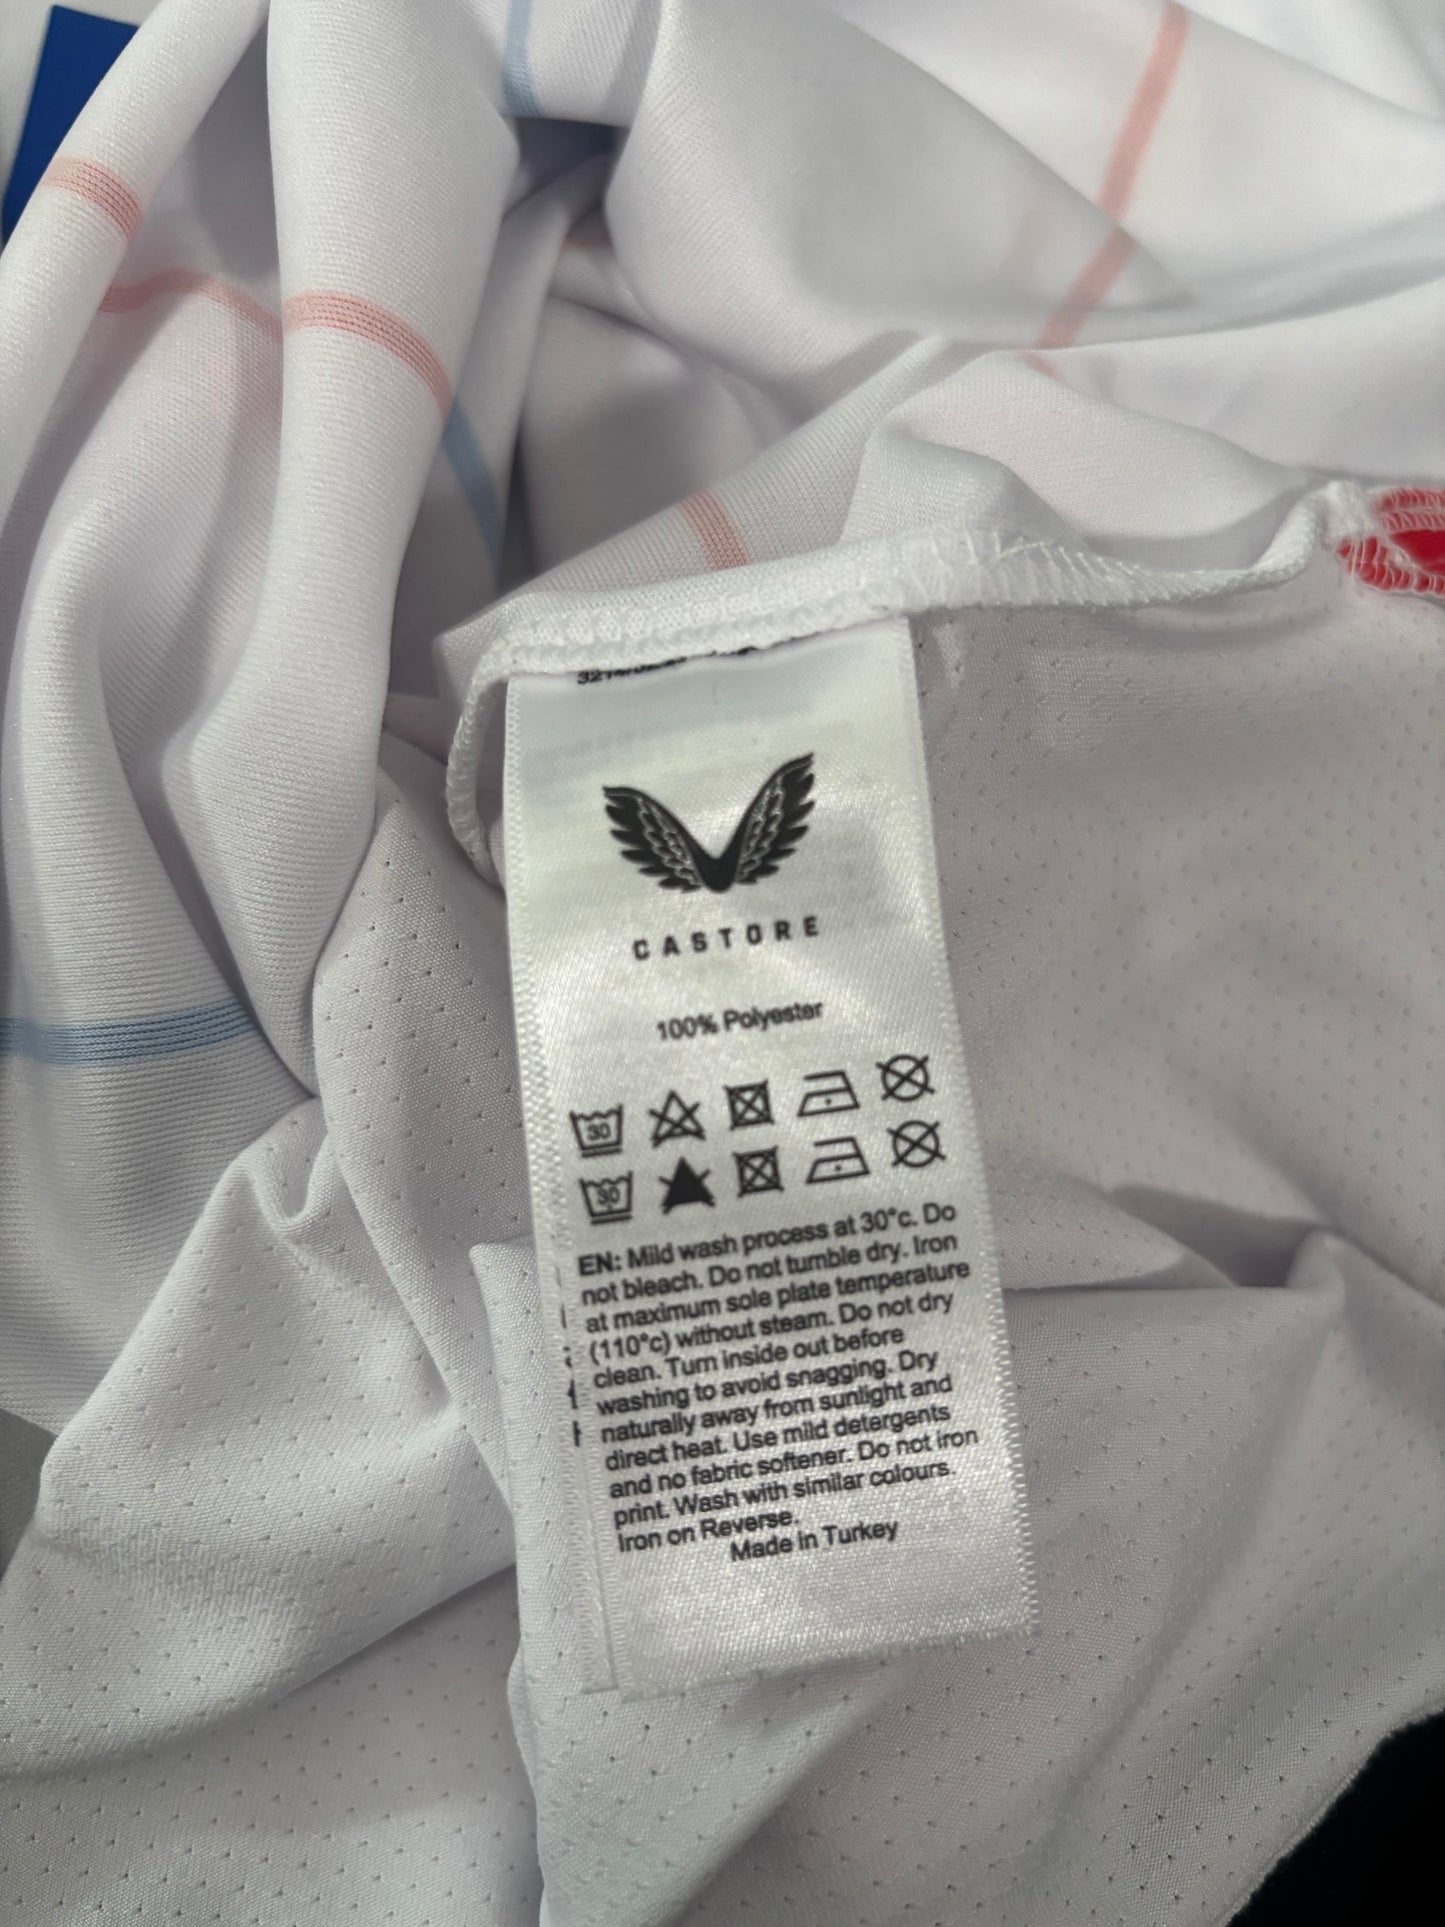 CASTORE
100% Polyester
30
30
EN: Mild wash process at 30°c. Do
not bleach. Do not tumble dry. Iron
at maximum sole plate temperature
(110°c) without steam. Do not dry
clean. Turn inside out before
washing to avoid snagging. Dry
naturally away from sunlight and
direct heat. Use mild detergents
and no fabric softener. Do not iron
print. Wash with similar colours.
Iron on Reverse.
Made in Turkey